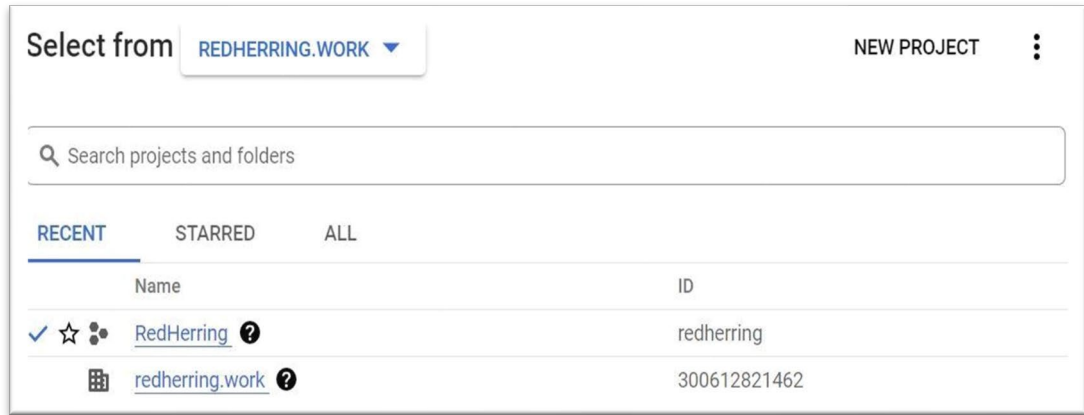 Select from REDHERRING.WORK NEW PROJECT
Search projects and folders
RECENT STARRED ALL
Name ID
RedHerring redherring
redherring.work 300612821462